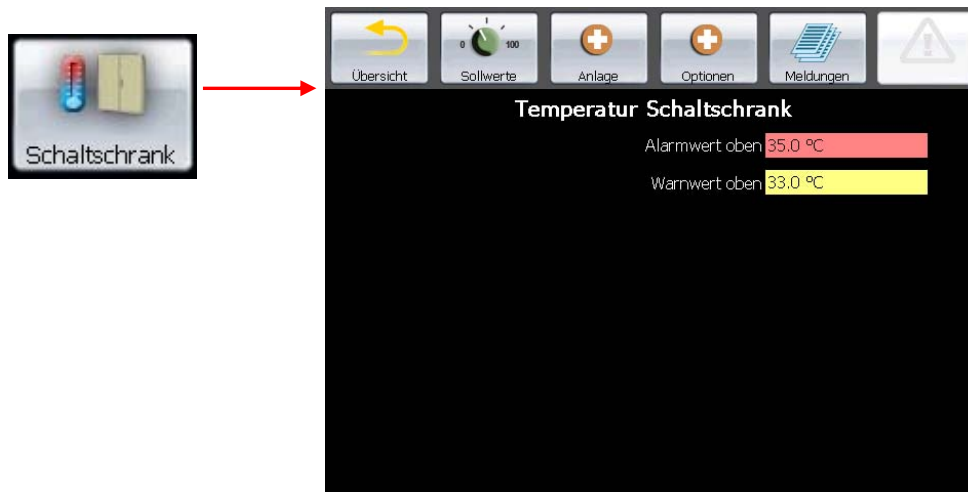 Schaltschrank
0 100
Übersicht Sollwerte Anlage Optionen Meldungen
Temperatur Schaltschrank
Alarmwert oben 35.0 °C
Warnwert oben 33.0 °C